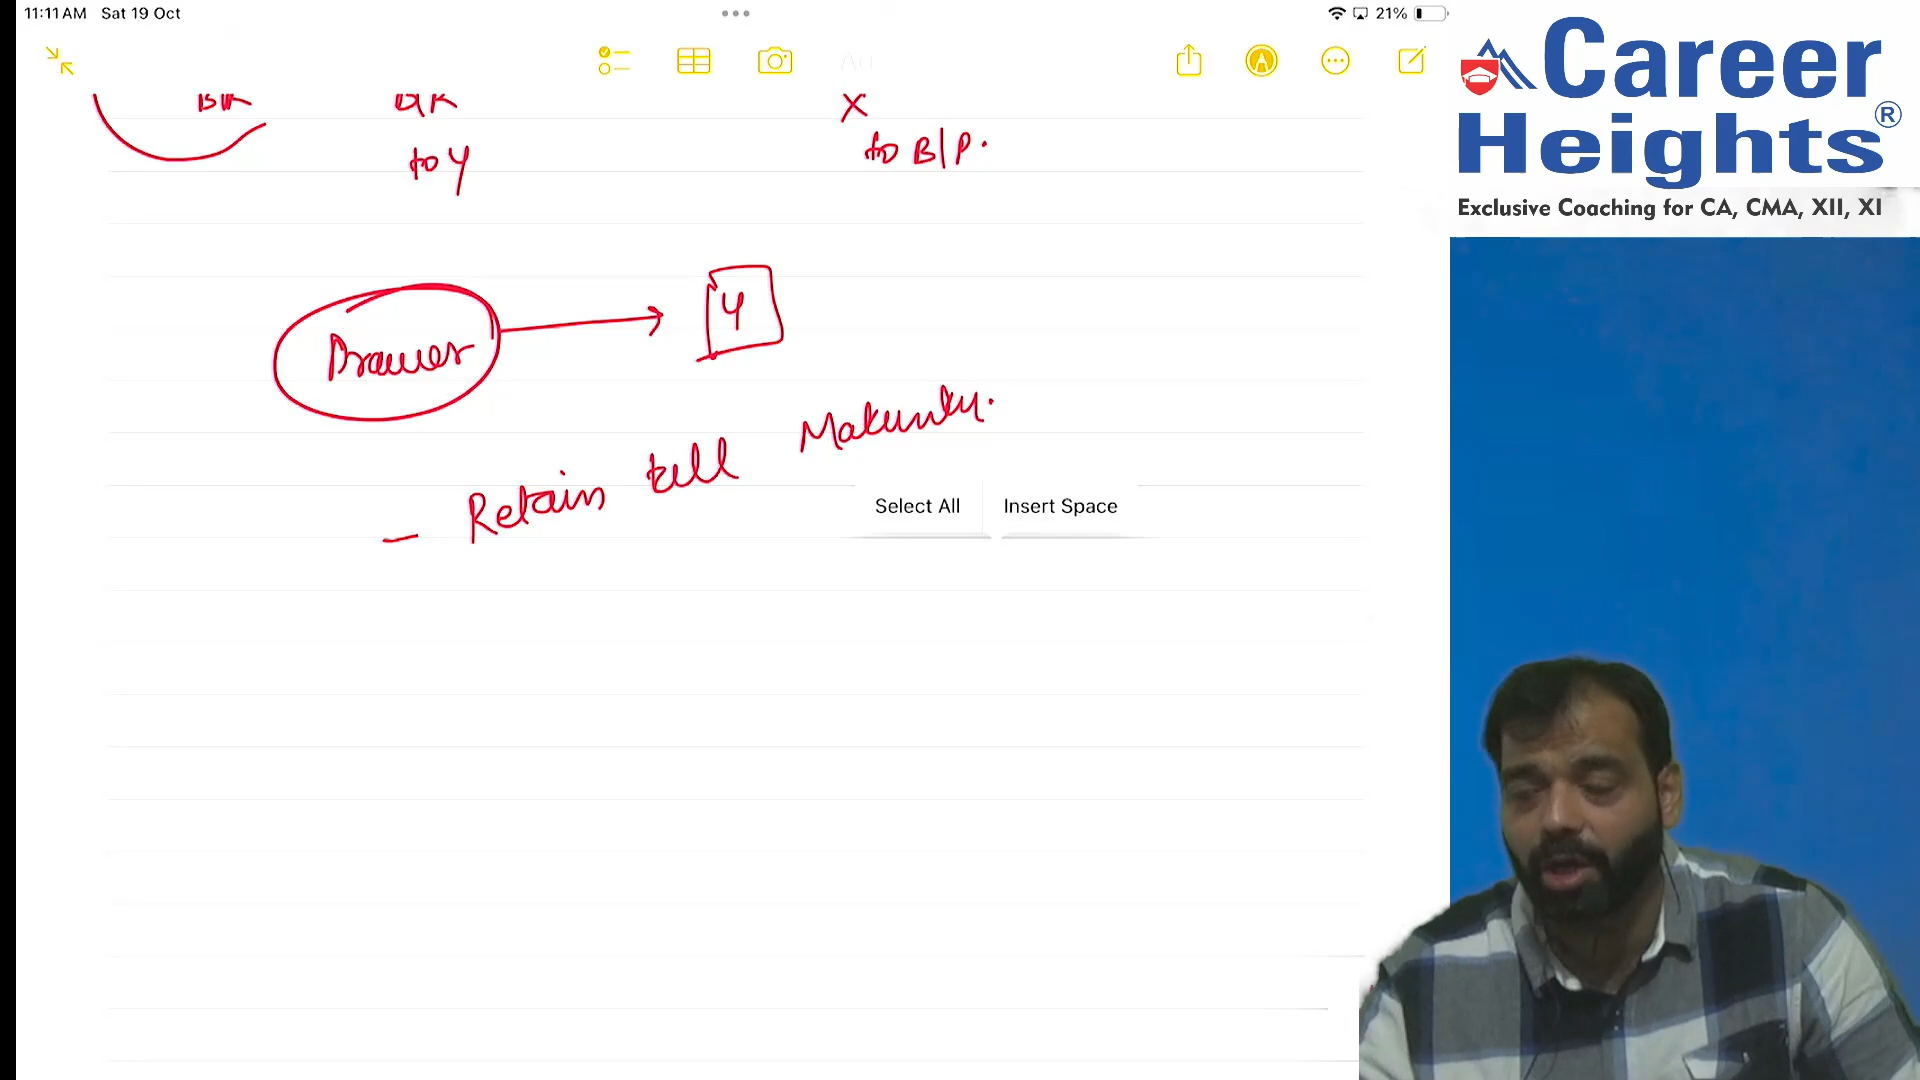 11:11 AM Sat 19 Oct
21%
Career
Heights®
Exclusive Coaching for CA, CMA, XII, XI
X
to Y
to B/P.
Drawer
Y
- Retain till Maturity.
Select All
Insert Space